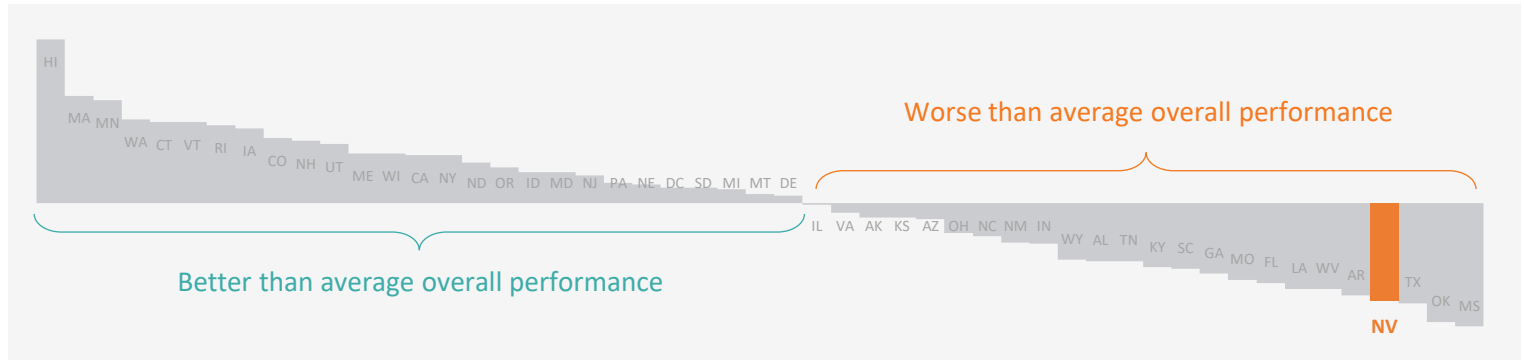 HI
MA
MN
WA
CT
VT
RI
IA
CO
NH
UT
ME
WI
CA
NY
ND
OR
ID
MD
NJ
PA
NE
DC
SD
MI
MT
DE
Better than average overall performance
Worse than average overall performance
IL
VA
AK
KS
AZ
OH
NC
NM
IN
WY
AL
TN
KY
SC
GA
MO
FL
LA
WV
AR
NV
TX
OK
MS